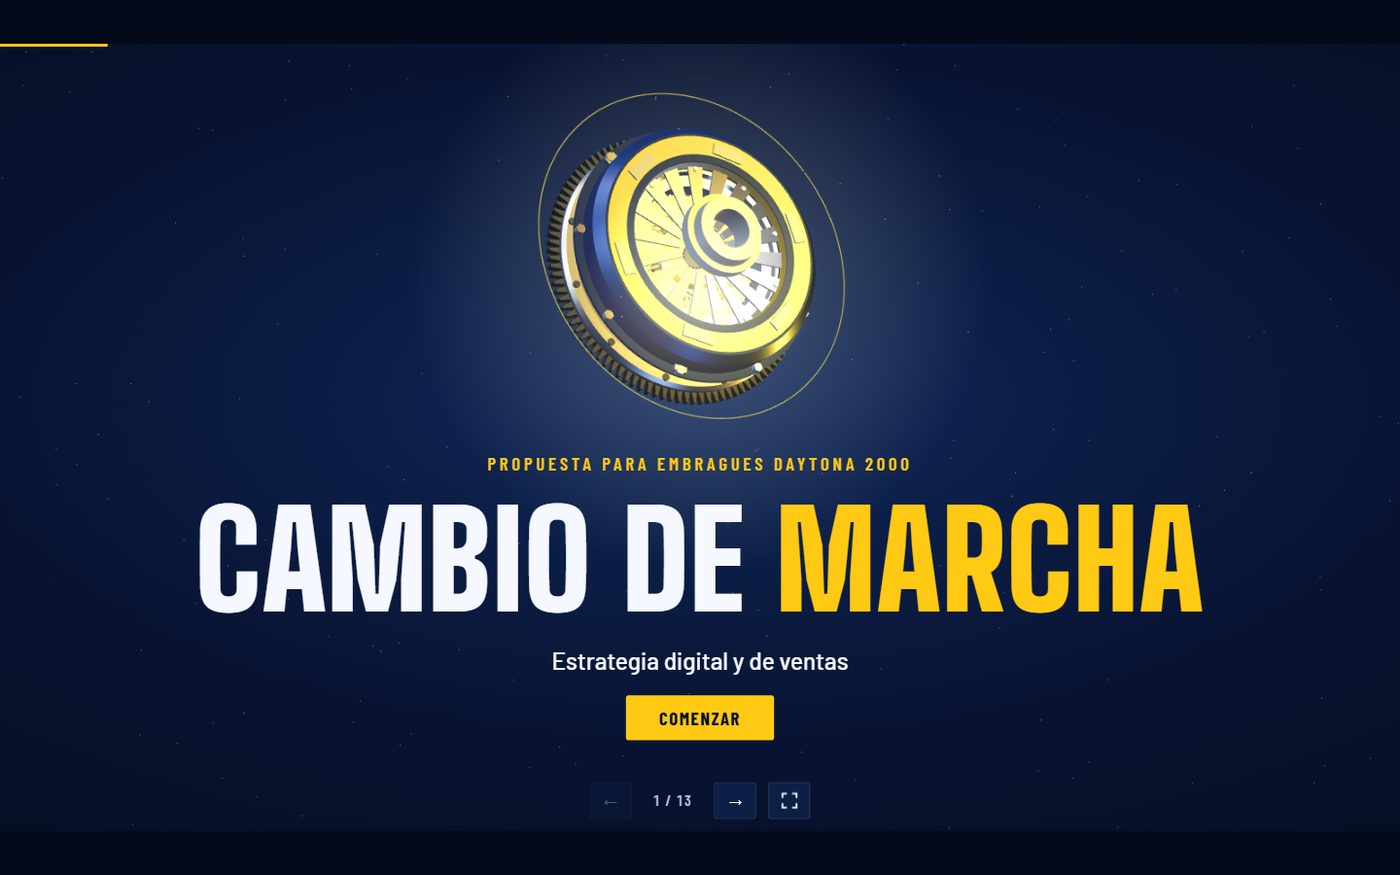 PROPUESTA PARA EMBRAGUES DAYTONA 2000
CAMBIO DE MARCHA
Estrategia digital y de ventas
COMENZAR
← 1 / 13 →